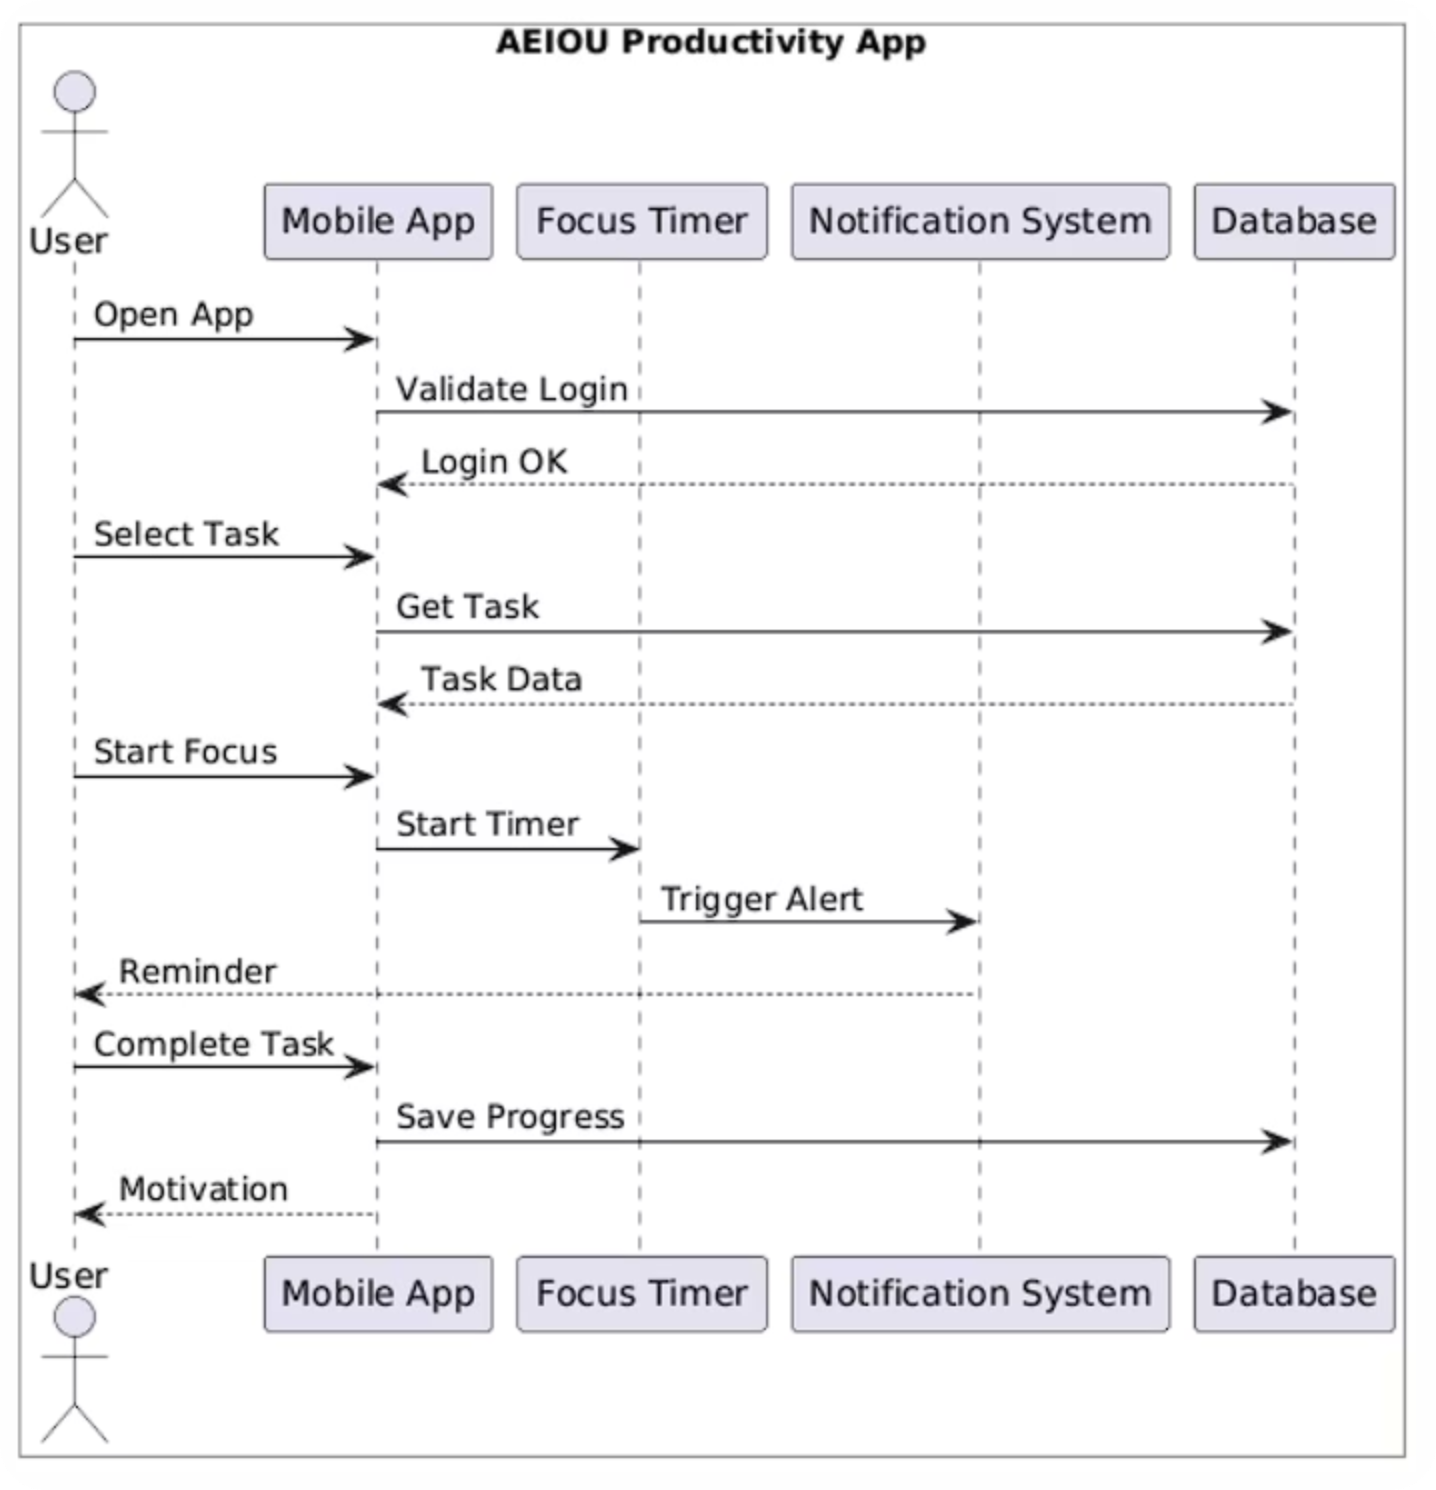 AEIOU Productivity App
User
Mobile App
Focus Timer
Notification System
Database
Open App
Validate Login
Login OK
Select Task
Get Task
Task Data
Start Focus
Start Timer
Trigger Alert
Reminder
Complete Task
Save Progress
Motivation
User
Mobile App
Focus Timer
Notification System
Database